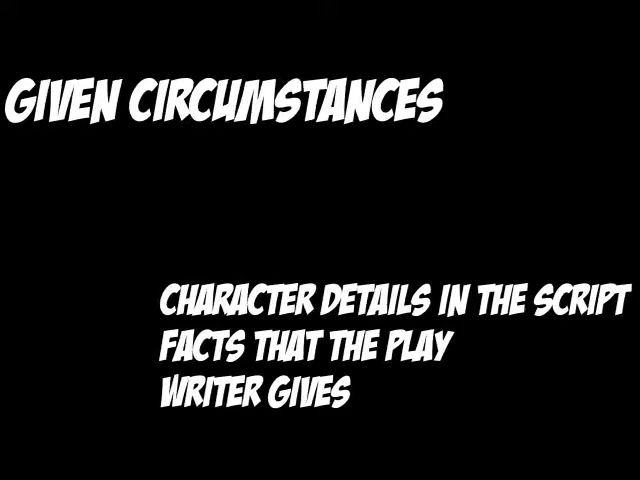 GIVEN CIRCUMSTANCES
CHARACTER DETAILS IN THE SCRIPT
FACTS THAT THE PLAY
WRITER GIVES